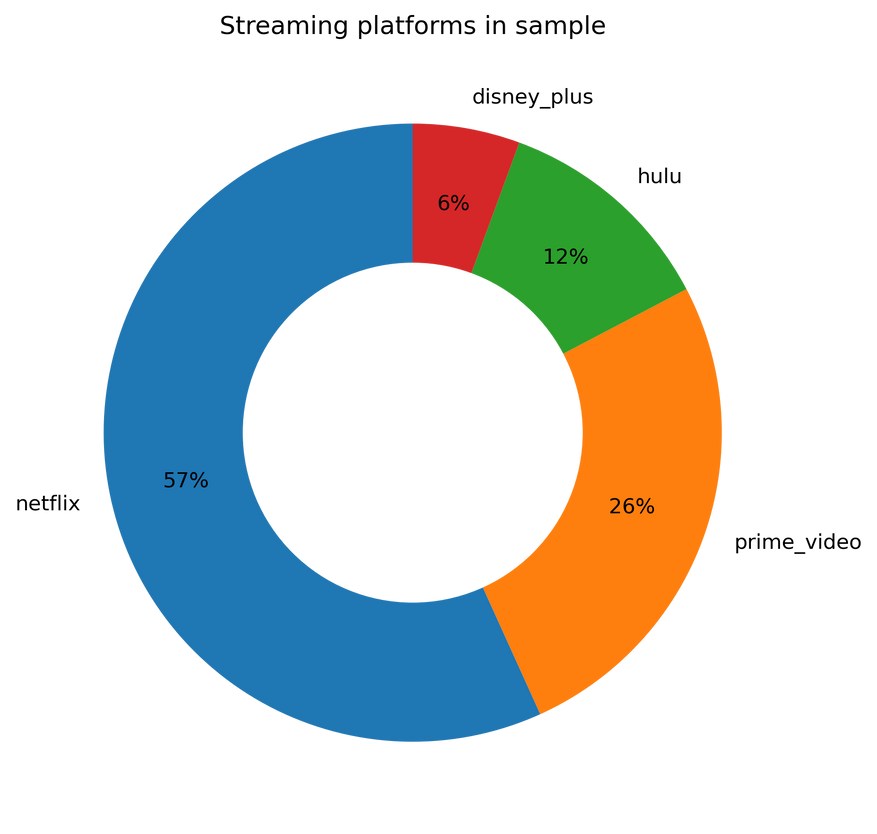 Streaming platforms in sample
disney_plus
hulu
6%
12%
57%
netflix
26%
prime_video